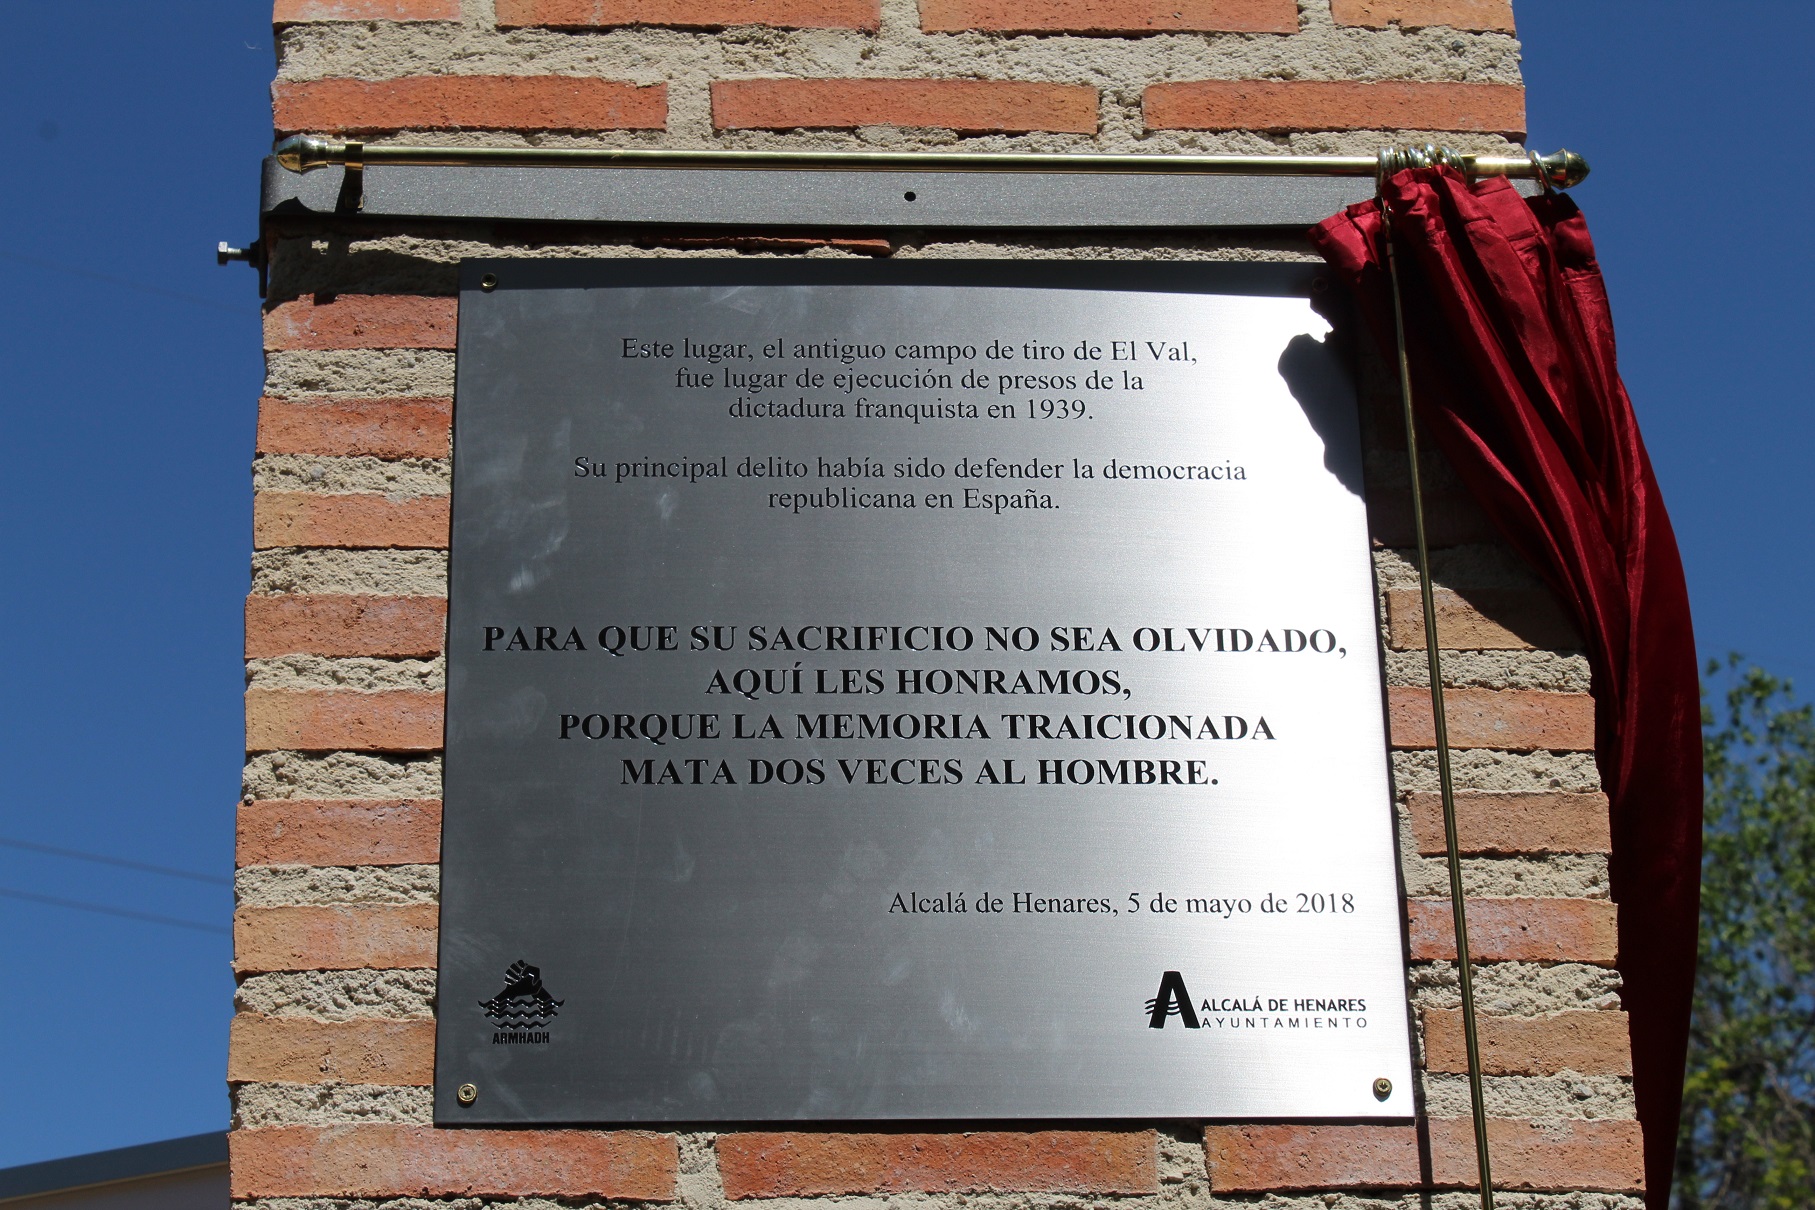 Este lugar, el antiguo campo de tiro de El Val,
fue lugar de ejecución de presos de la
dictadura franquista en 1939.
Su principal delito había sido defender la democracia
republicana en España.
PARA QUE SU SACRIFICIO NO SEA OLVIDADO,
AQUÍ LES HONRAMOS,
PORQUE LA MEMORIA TRAICIONADA
MATA DOS VECES AL HOMBRE.
Alcalá de Henares, 5 de mayo de 2018
ARMHADH
A ALCALÁ DE HENARES
AYUNTAMIENTO